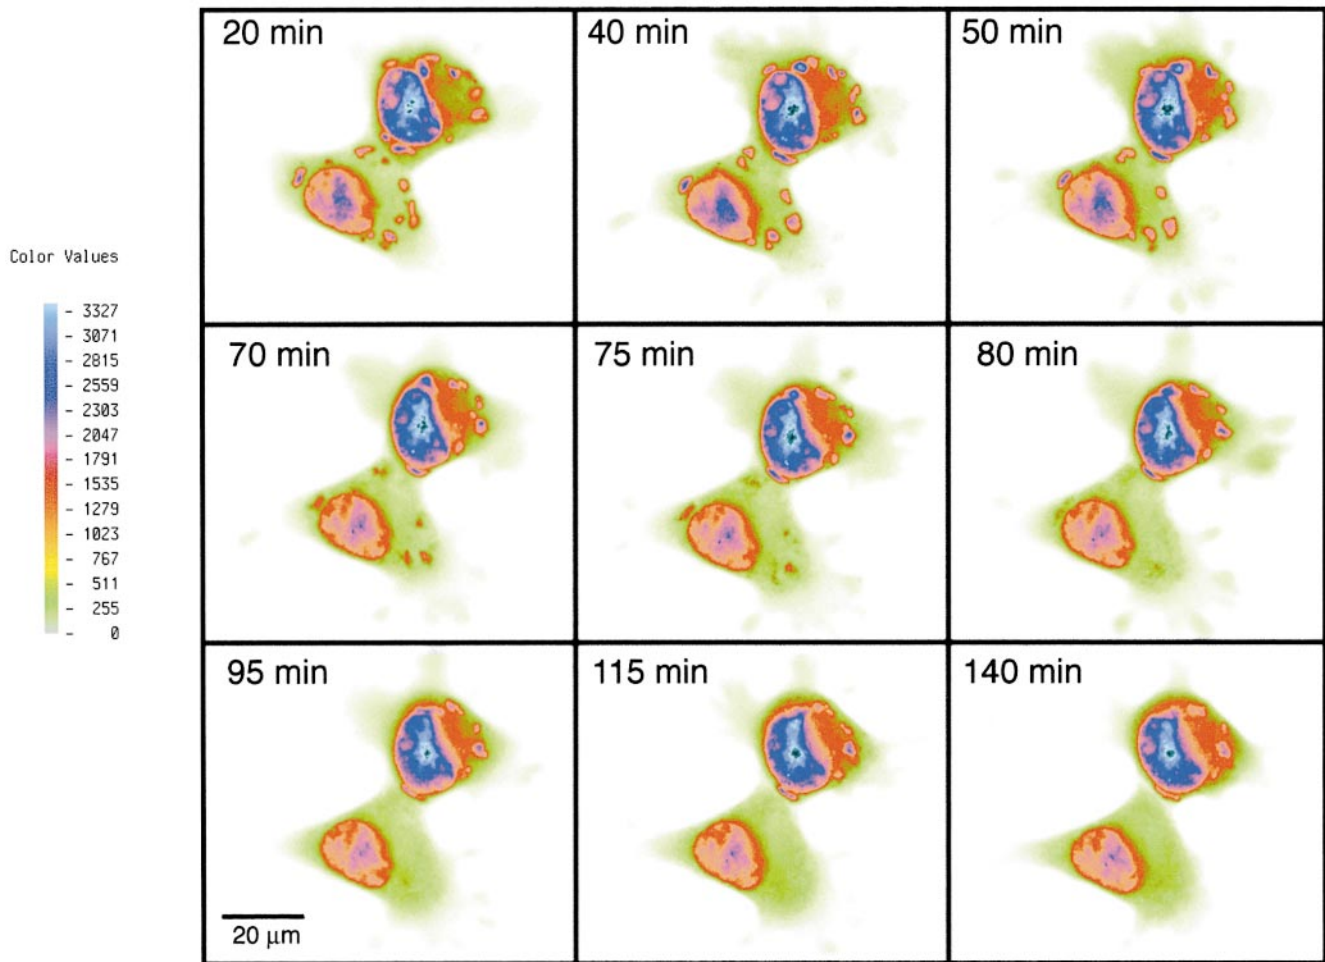 20 min
40 min
50 min
Color Values
- 3327
- 3071
- 2815
- 2559
- 2303
- 2047
- 1791
- 1535
- 1279
- 1023
- 767
- 511
- 255
- 0
70 min
75 min
80 min
95 min
115 min
140 min
20 μm